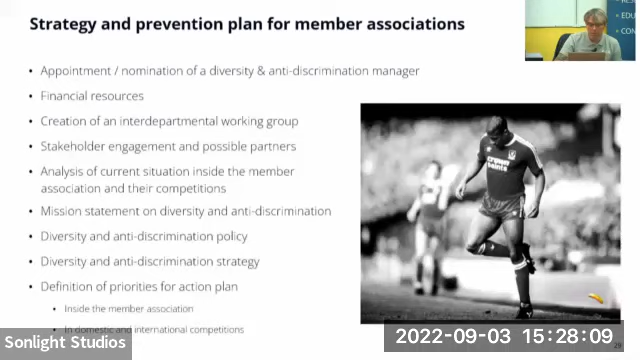 Strategy and prevention plan for member associations
• Appointment / nomination of a diversity & anti-discrimination manager
• Financial resources
• Creation of an interdepartmental working group
• Stakeholder engagement and possible partners
• Analysis of current situation inside the member
association and their competitions
• Mission statement on diversity and anti-discrimination
• Diversity and anti-discrimination policy
• Diversity and anti-discrimination strategy
• Definition of priorities for action plan
• Inside the member association
• In domestic and international competitions
crown
paints
Sonlight Studios
2022-09-03 15:28:09